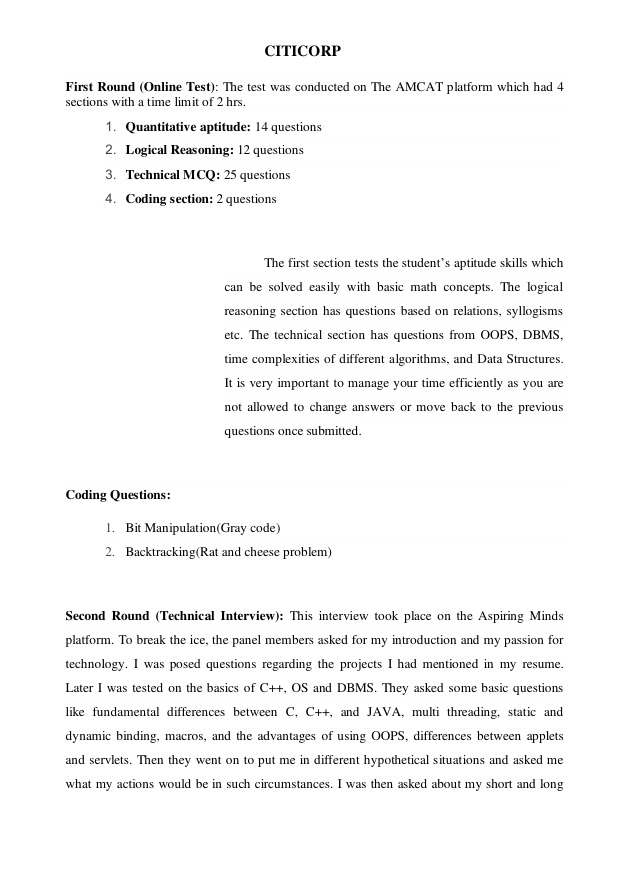 CITICORP
First Round (Online Test): The test was conducted on The AMCAT platform which had 4
sections with a time limit of 2 hrs.
1. Quantitative aptitude: 14 questions
2. Logical Reasoning: 12 questions
3. Technical MCQ: 25 questions
4. Coding section: 2 questions
The first section tests the student’s aptitude skills which
can be solved easily with basic math concepts. The logical
reasoning section has questions based on relations, syllogisms
etc. The technical section has questions from OOPS, DBMS,
time complexities of different algorithms, and Data Structures.
It is very important to manage your time efficiently as you are
not allowed to change answers or move back to the previous
questions once submitted.
Coding Questions:
1. Bit Manipulation(Gray code)
2. Backtracking(Rat and cheese problem)
Second Round (Technical Interview): This interview took place on the Aspiring Minds
platform. To break the ice, the panel members asked for my introduction and my passion for
technology. I was posed questions regarding the projects I had mentioned in my resume.
Later I was tested on the basics of C++, OS and DBMS. They asked some basic questions
like fundamental differences between C, C++, and JAVA, multi threading, static and
dynamic binding, macros, and the advantages of using OOPS, differences between applets
and servlets. Then they went on to put me in different hypothetical situations and asked me
what my actions would be in such circumstances. I was then asked about my short and long